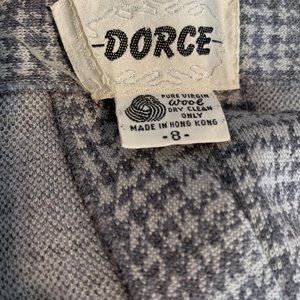 -DORCE-
PURE VIRGIN
Wool
DRY CLEAN
ONLY
MADE IN HONG KONG
-8-